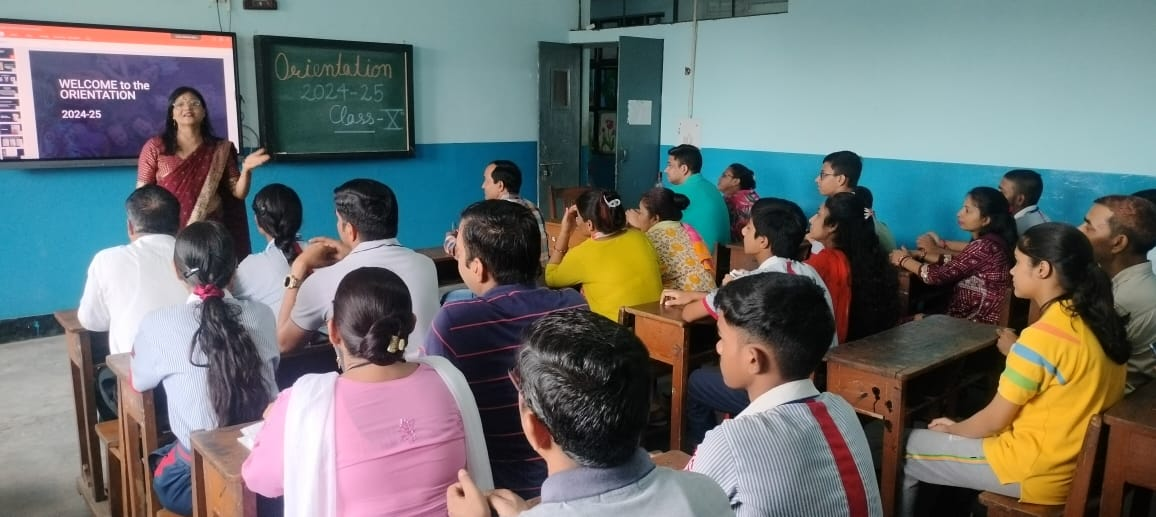 WELCOME to the
ORIENTATION
2024-25
Orientation
2024-25
Class-X